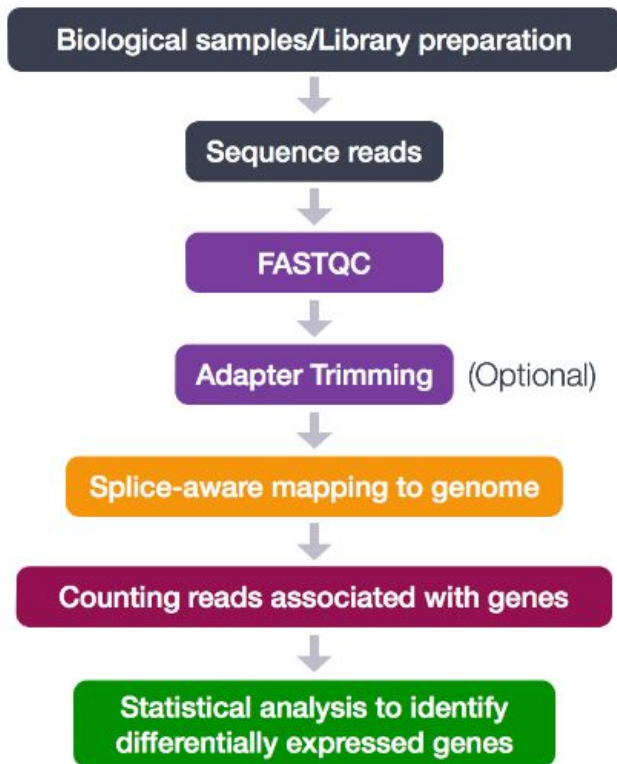 Biological samples/Library preparation
Sequence reads
FASTQC
Adapter Trimming (Optional)
Splice-aware mapping to genome
Counting reads associated with genes
Statistical analysis to identify
differentially expressed genes